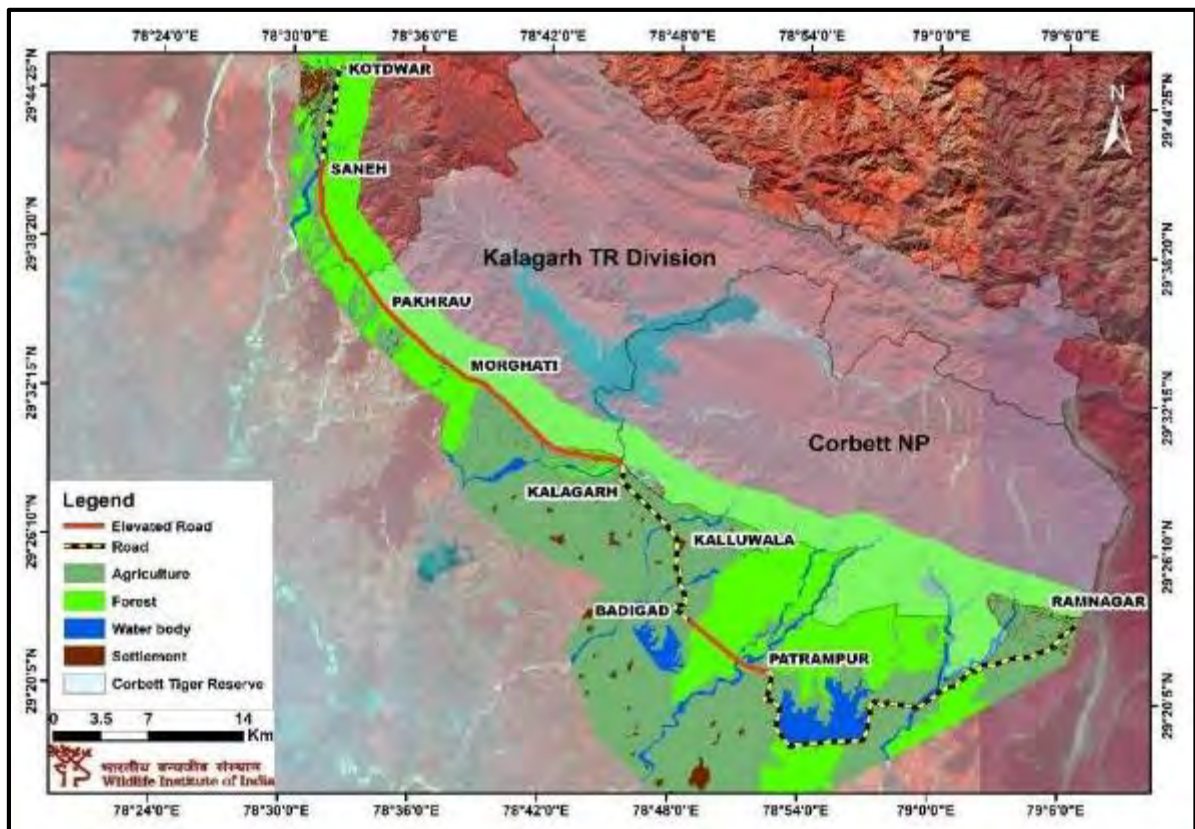 78°24'0"E 78°30'0"E 78°36'0"E 78°42'0"E 78°48'0"E 78°54'0"E 79°0'0"E 79°6'0"E
29°44'25"N
29°38'20"N
29°32'15"N
29°26'10"N
29°20'5"N
N
KOTDWAR
SANEH
Kalagarh TR Division
PAKHRAU
MORGHATI
Corbett NP
KALAGARH
KALLUWALA
BADIGAD
RAMNAGAR
PATRAMPUR
Legend
Elevated Road
Road
Agriculture
Forest
Water body
Settlement
Corbett Tiger Reserve
0 3.5 7 14
Km
भारतीय वन्यजीव संस्थान
Wildlife Institute of India
29°44'25"N
29°38'20"N
29°32'15"N
29°26'10"N
29°20'5"N
78°24'0"E 78°30'0"E 78°36'0"E 78°42'0"E 78°48'0"E 78°54'0"E 79°0'0"E 79°6'0"E